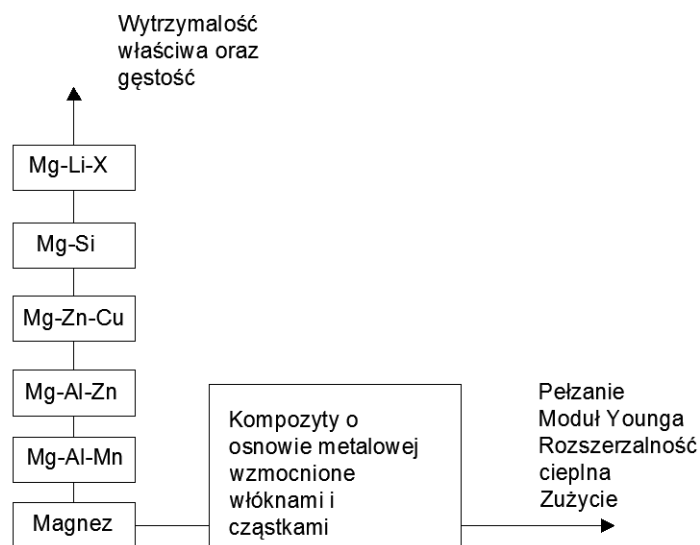 Wytrzymalość
właściwa oraz
gęstość
Mg-Li-X
Mg-Si
Mg-Zn-Cu
Mg-Al-Zn
Mg-Al-Mn
Magnez
Kompozyty o
osnowie metalowej
wzmocnione
włóknami i
cząstkami
Pełzanie
Moduł Younga
Rozszerzalność
cieplna
Zużycie